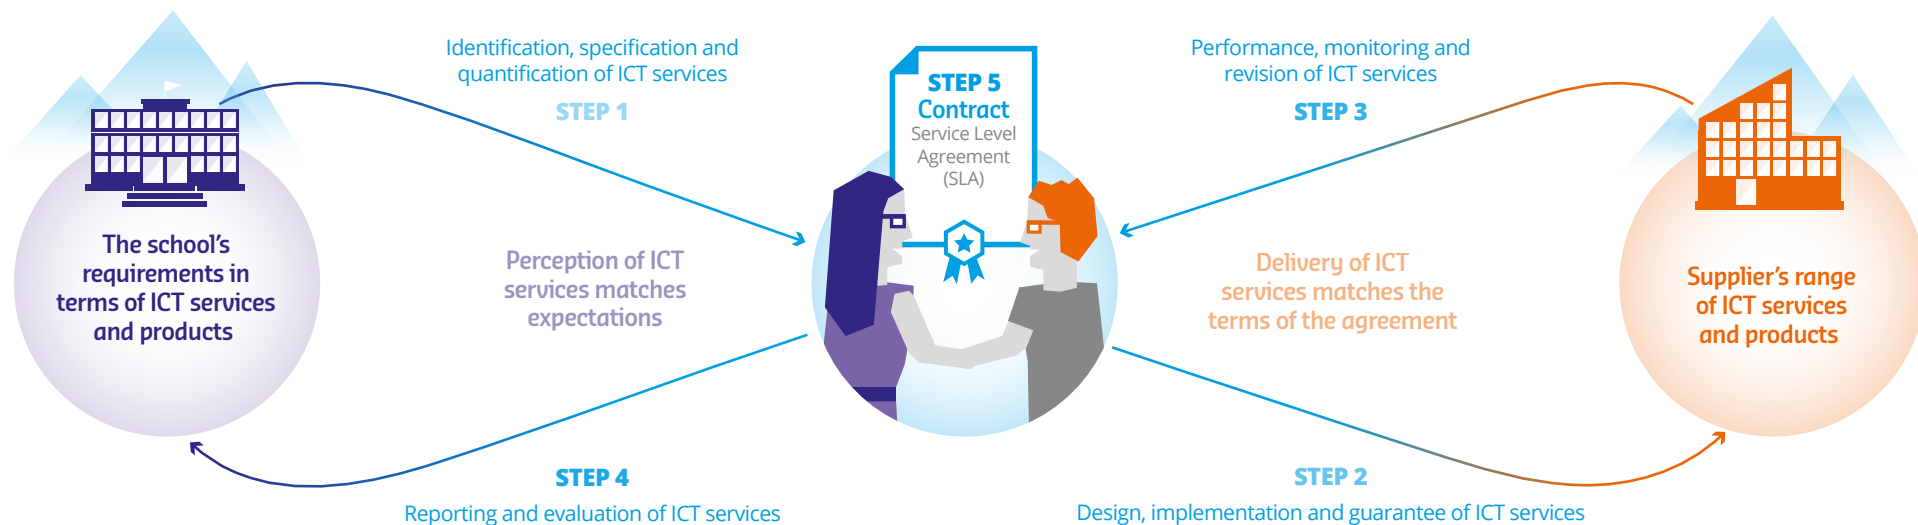 The school's
requirements in
terms of ICT services
and products
Identification, specification and
quantification of ICT services
STEP 1
Perception of ICT
services matches
expectations
STEP 4
Reporting and evaluation of ICT services
STEP 5
Contract
Service Level
Agreement
(SLA)
Performance, monitoring and
revision of ICT services
STEP 3
Delivery of ICT
services matches the
terms of the agreement
STEP 2
Design, implementation and guarantee of ICT services
Supplier's range
of ICT services
and products